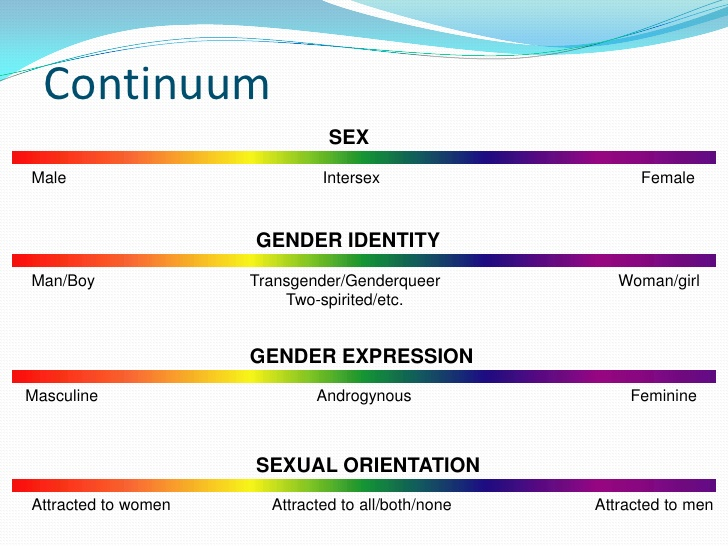 Continuum
SEX
Male Intersex Female
GENDER IDENTITY
Man/Boy Transgender/Genderqueer Woman/girl
Two-spirited/etc.
GENDER EXPRESSION
Masculine Androgynous Feminine
SEXUAL ORIENTATION
Attracted to women Attracted to all/both/none Attracted to men